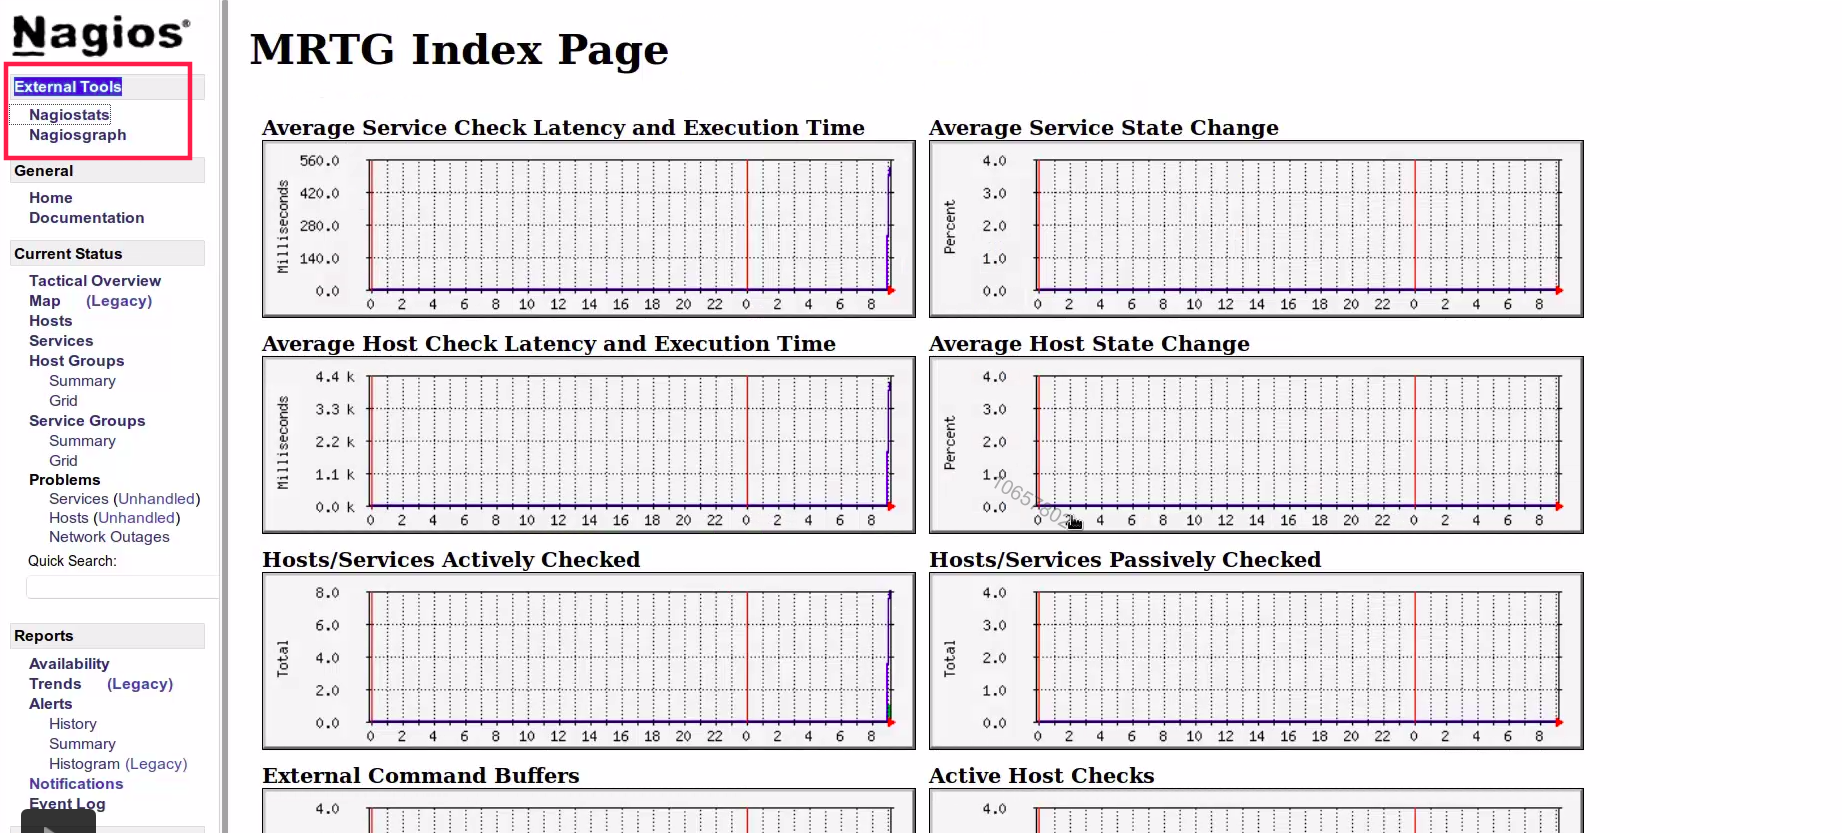 Nagios®
External Tools
Nagiostats
Nagiosgraph
General
Home
Documentation
Current Status
Tactical Overview
Map (Legacy)
Hosts
Services
Host Groups
Summary
Grid
Service Groups
Summary
Grid
Problems
Services (Unhandled)
Hosts (Unhandled)
Network Outages
Quick Search:
Reports
Availability
Trends (Legacy)
Alerts
History
Summary
Histogram (Legacy)
Notifications
Event Log
MRTG Index Page
Average Service Check Latency and Execution Time
Milliseconds
560.0
420.0
280.0
140.0
0.0
0 2 4 6 8 10 12 14 16 18 20 22 0 2 4 6 8
Average Service State Change
Percent
4.0
3.0
2.0
1.0
0.0
0 2 4 6 8 10 12 14 16 18 20 22 0 2 4 6 8
Average Host Check Latency and Execution Time
Milliseconds
4.4 k
3.3 k
2.2 k
1.1 k
0.0 k
0 2 4 6 8 10 12 14 16 18 20 22 0 2 4 6 8
Average Host State Change
Percent
4.0
3.0
2.0
1.0
0.0
0 4 6 8 10 12 14 16 18 20 22 0 2 4 6 8
Hosts/Services Actively Checked
Total
8.0
6.0
4.0
2.0
0.0
0 2 4 6 8 10 12 14 16 18 20 22 0 2 4 6 8
Hosts/Services Passively Checked
Total
4.0
3.0
2.0
1.0
0.0
0 2 4 6 8 10 12 14 16 18 20 22 0 2 4 6 8
External Command Buffers
4.0
Active Host Checks
4.0